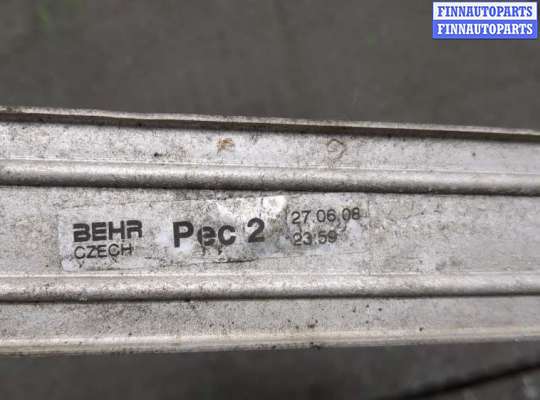 FINNAUTOPARTS
FINNAUTOPARTS
BEHR
CZECH
Pec 2
27.06.08
23:59